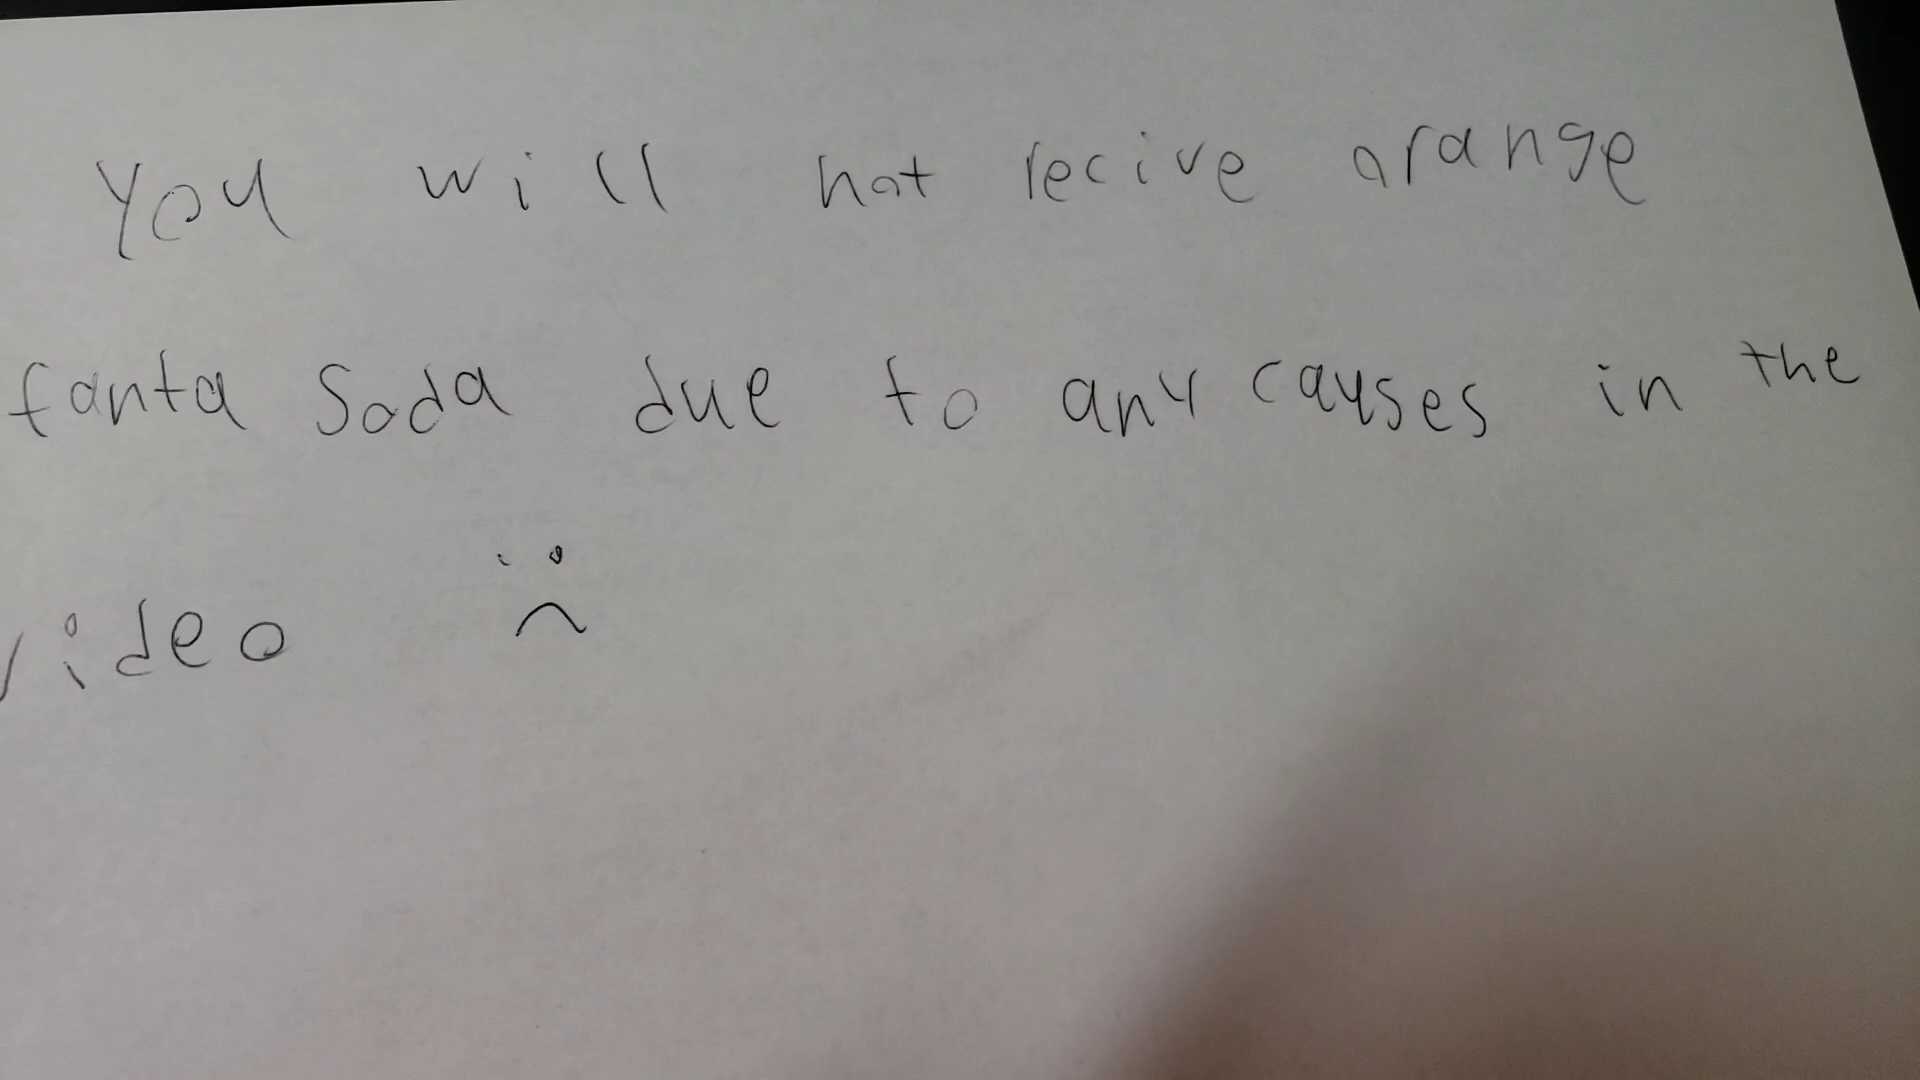 You will not recive orange
fanta Soda due to any causes in the
video :(